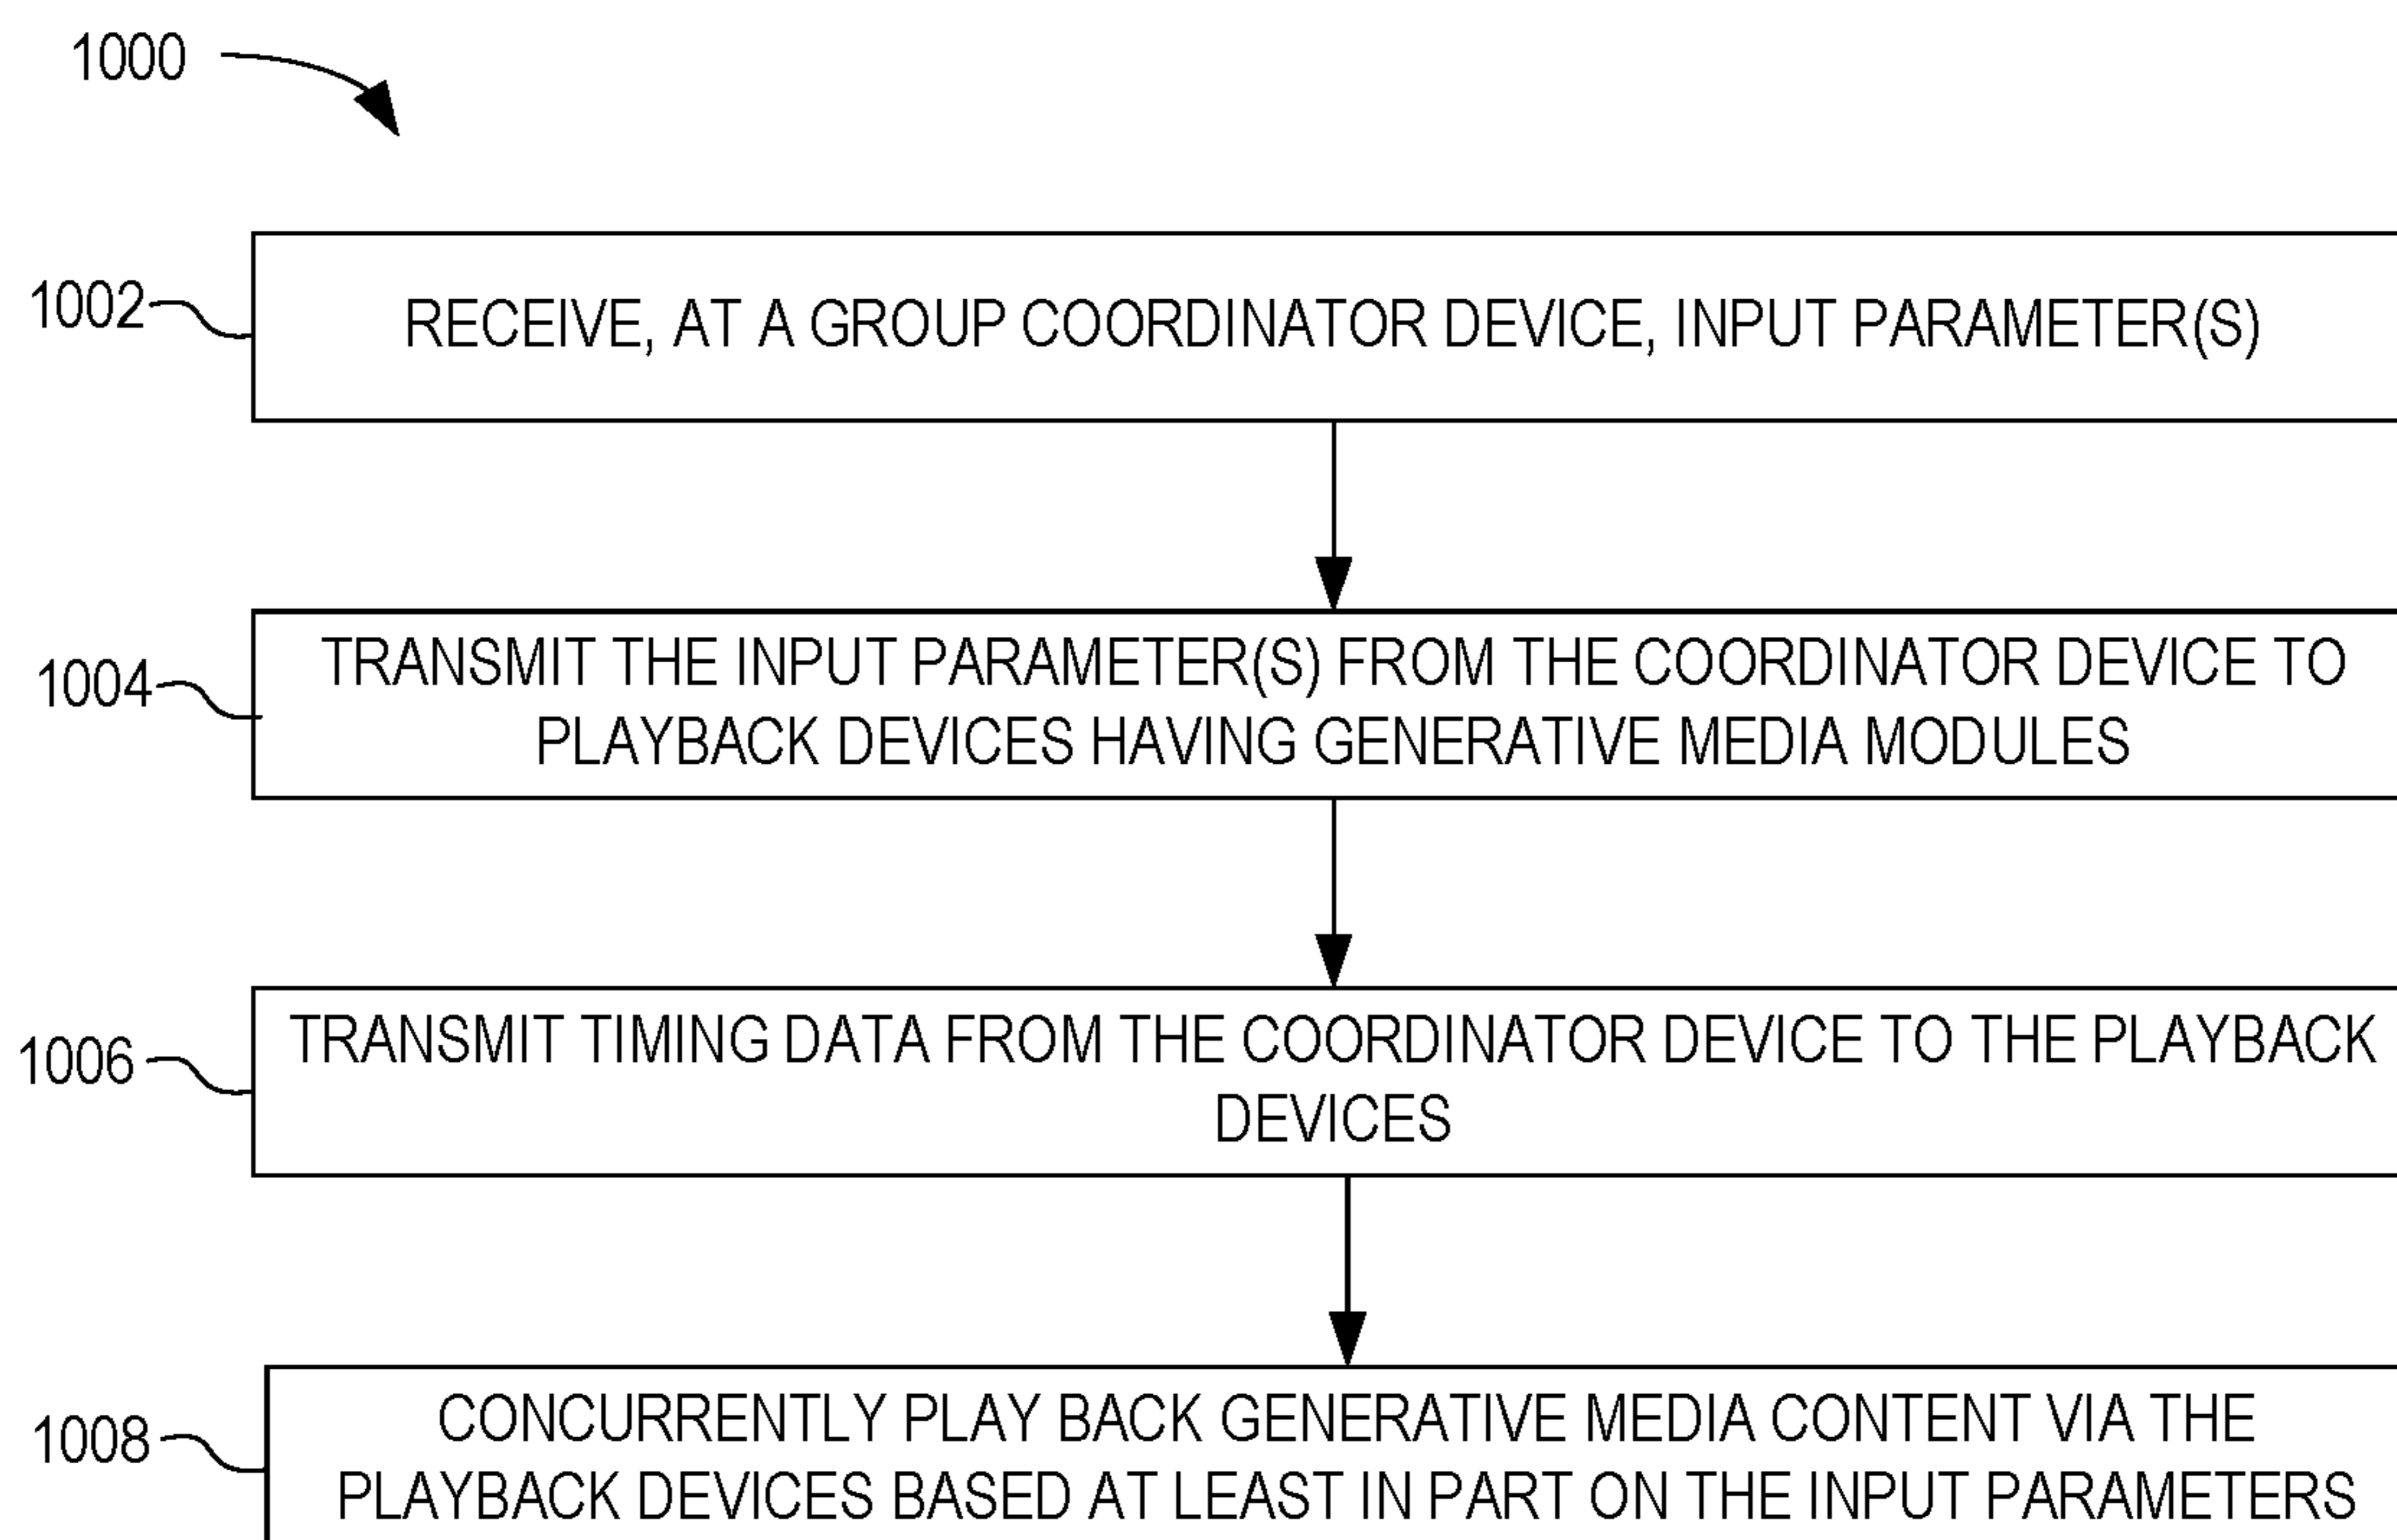 1000
1002
RECEIVE, AT A GROUP COORDINATOR DEVICE, INPUT PARAMETER(S)
1004
TRANSMIT THE INPUT PARAMETER(S) FROM THE COORDINATOR DEVICE TO
PLAYBACK DEVICES HAVING GENERATIVE MEDIA MODULES
1006
TRANSMIT TIMING DATA FROM THE COORDINATOR DEVICE TO THE PLAYBACK
DEVICES
1008
CONCURRENTLY PLAY BACK GENERATIVE MEDIA CONTENT VIA THE
PLAYBACK DEVICES BASED AT LEAST IN PART ON THE INPUT PARAMETERS